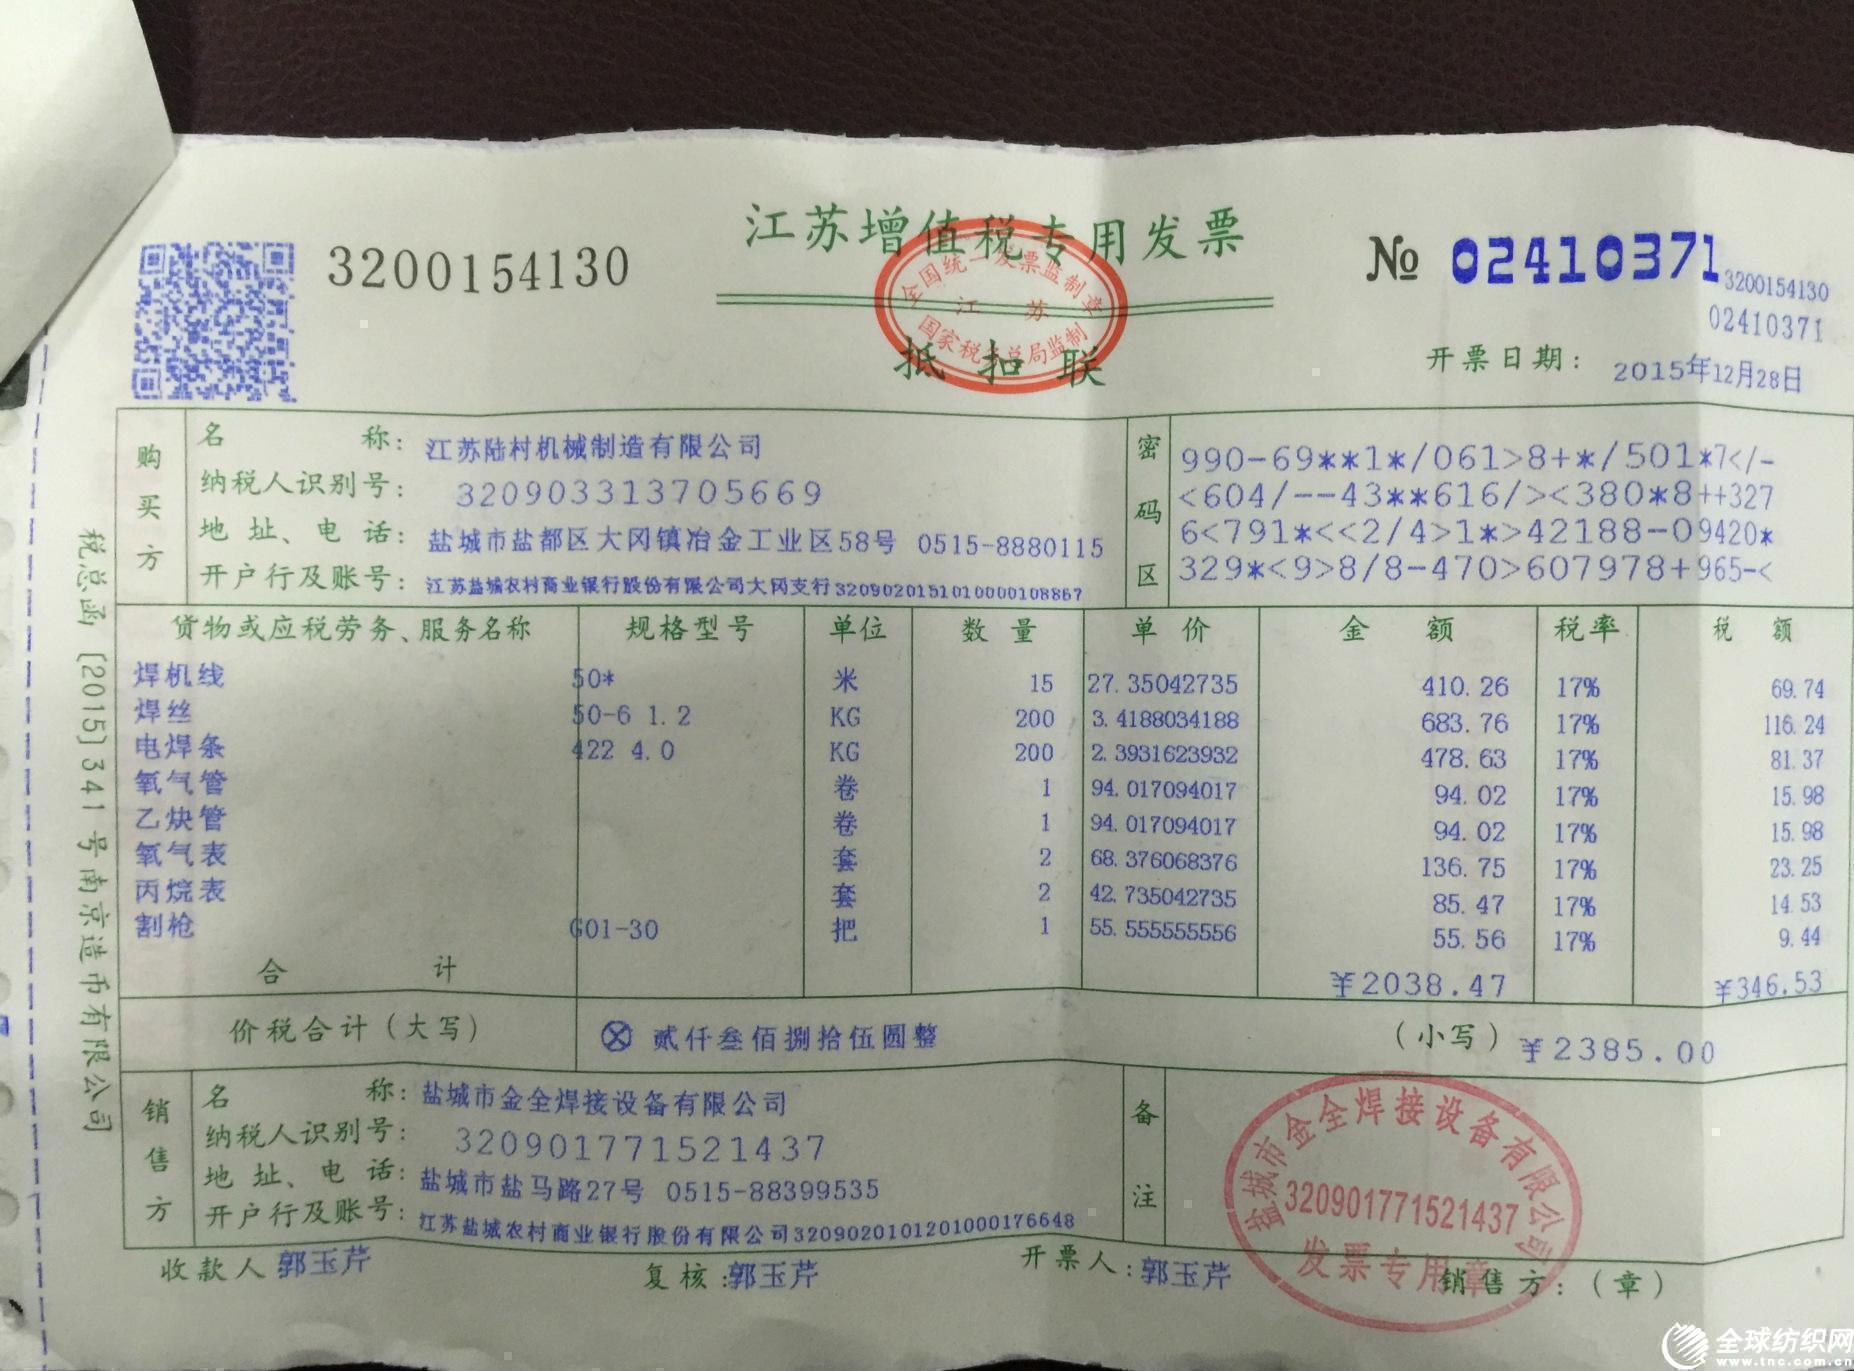 江苏增值税专用发票
3200154130
№ 02410371
3200154130
02410371
全国统一发票监制章
江 苏
国家税务总局监制
抵 扣 联
开票日期: 2015年12月28日
税总函〔2015〕341号南京造币有限公司
购买方
名 称: 江苏陆村机械制造有限公司
纳税人识别号: 320903313705669
地 址、电 话: 盐城市盐都区大冈镇冶金工业区58号 0515-8880115
开户行及账号: 江苏盐城农村商业银行股份有限公司大冈支行3209020151010000108867
密码区
990-69**1*/061>8+*/501*7</-
<604/--43**616/><380*8++327
6<791*<<2/4>1*>42188-09420*
329*<9>8/8-470>607978+965-<
货物或应税劳务、服务名称 规格型号 单位 数 量 单 价 金 额 税率 税 额
焊机线 50* 米 15 27.35042735 410.26 17% 69.74
焊丝 50-6 1.2 KG 200 3.4188034188 683.76 17% 116.24
电焊条 422 4.0 KG 200 2.3931623932 478.63 17% 81.37
氧气管 卷 1 94.017094017 94.02 17% 15.98
乙炔管 卷 1 94.017094017 94.02 17% 15.98
氧气表 套 2 68.376068376 136.75 17% 23.25
丙烷表 套 2 42.735042735 85.47 17% 14.53
割枪 G01-30 把 1 55.555555556 55.56 17% 9.44
合 计 ¥2038.47 ¥346.53
价税合计(大写) ⊗ 贰仟叁佰捌拾伍圆整 (小写) ¥2385.00
销售方
名 称: 盐城市金全焊接设备有限公司
纳税人识别号: 320901771521437
地 址、电 话: 盐城市盐马路27号 0515-88399535
开户行及账号: 江苏盐城农村商业银行股份有限公司3209020101201000176648
备注
盐城市金全焊接设备有限公司
320901771521437
发票专用章
收款人 郭玉芹 复核:郭玉芹 开票人:郭玉芹 销售方:(章)
全球纺织网
www.tnc.com.cn